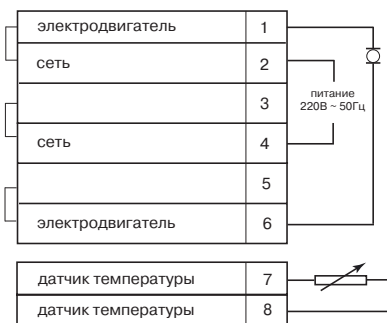 электродвигатель 1
сеть 2
3
питание
220В ~ 50Гц
сеть 4
5
электродвигатель 6
датчик температуры 7
датчик температуры 8